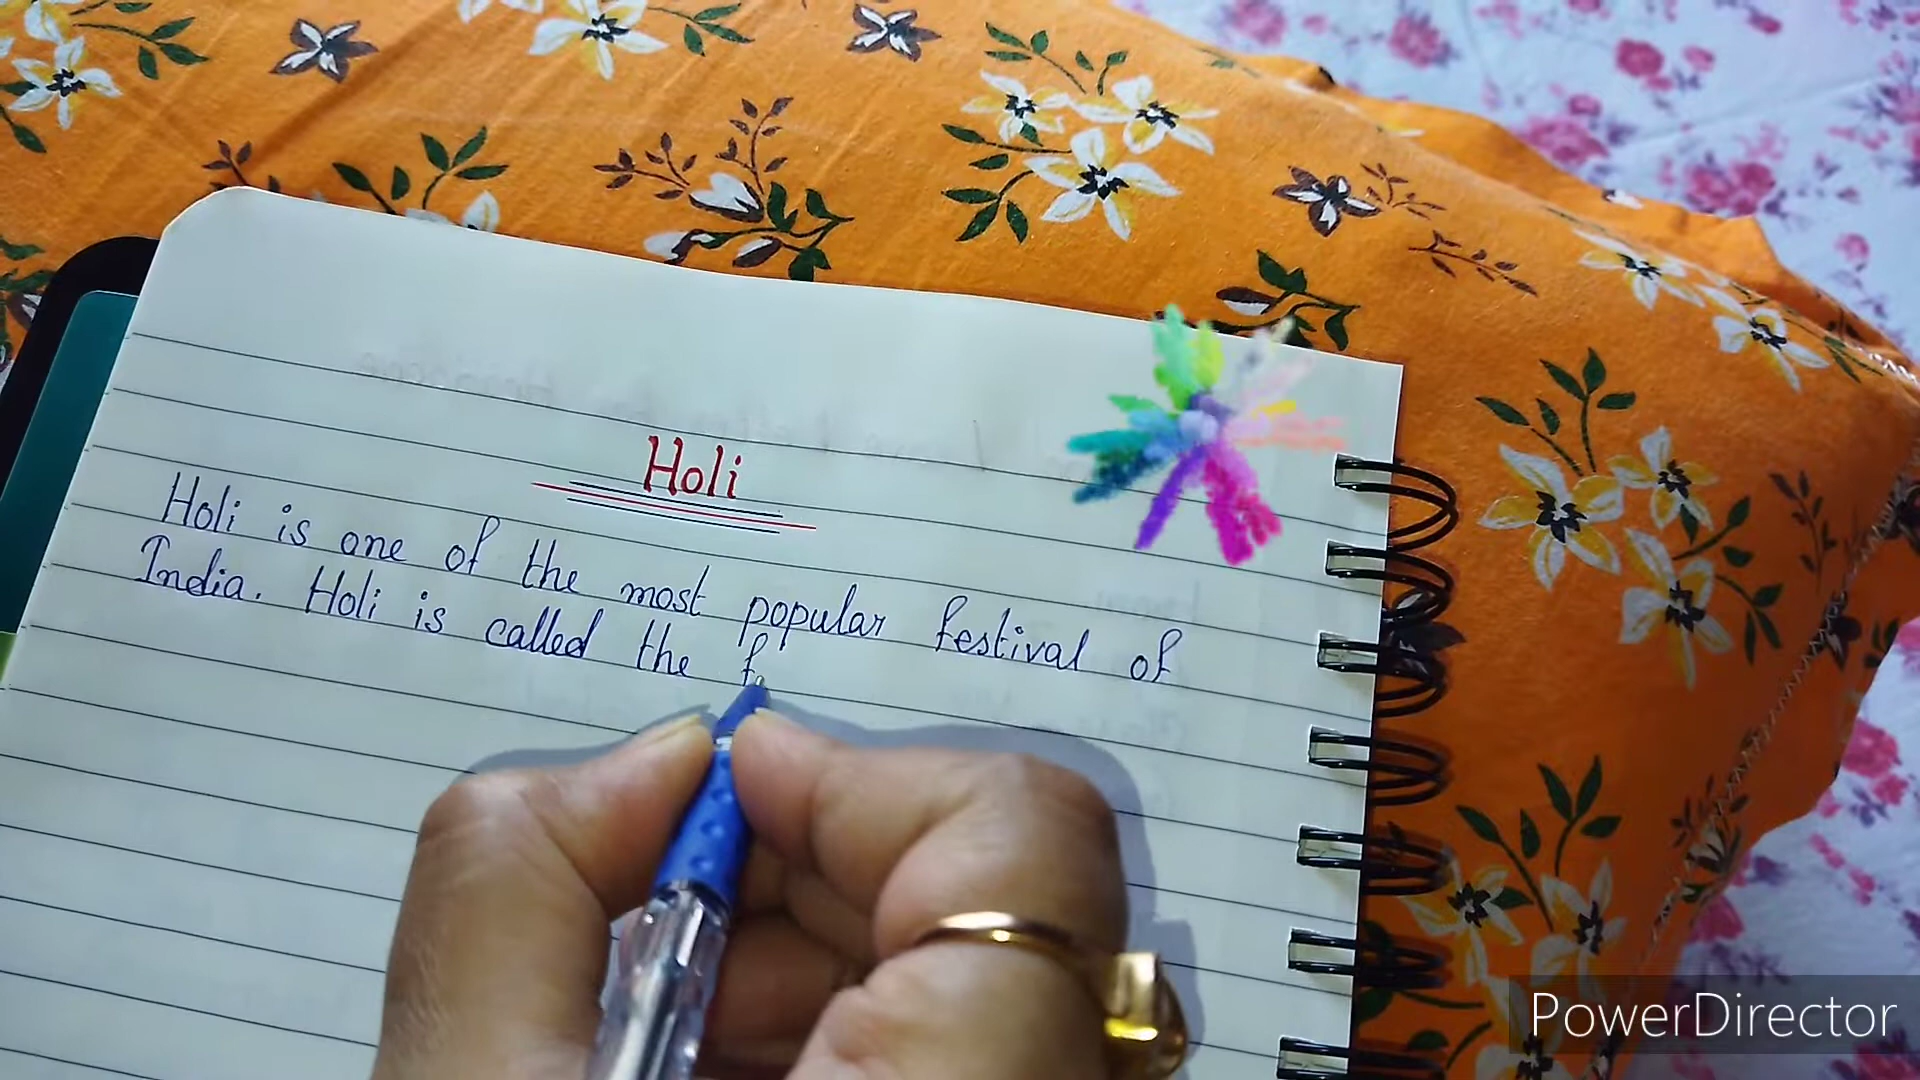 Holi
Holi is one of the most popular festival of
India. Holi is called the f
PowerDirector